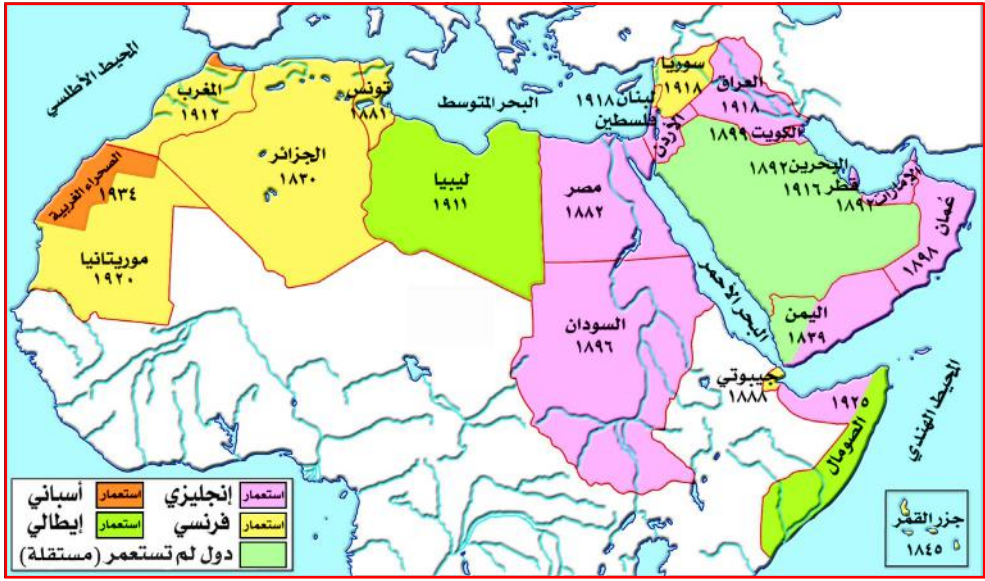 المحيط الأطلسي
المغرب
١٩١٢
تونس
١٨٨١
البحر المتوسط
لبنان ١٩١٨
فلسطين
سوريا
١٩١٨
العراق
١٩١٨
الأردن
الكويت
١٨٩٩
الجزائر
١٨٣٠
ليبيا
١٩١١
مصر
١٨٨٢
البحرين
١٨٩٢
قطر
١٩١٦
الإمارات
١٨٩٢
عُمان
١٨٩٨
الصحراء الغربية
١٩٣٤
موريتانيا
١٩٢٠
البحر الأحمر
السودان
١٨٩٦
اليمن
١٨٣٩
جيبوتي
١٨٨٨
١٩٢٥
الصومال
المحيط الهندي
جزر القمر
١٨٤٥
استعمار إنجليزي
استعمار أسباني
استعمار فرنسي
استعمار إيطالي
دول لم تستعمر (مستقلة)